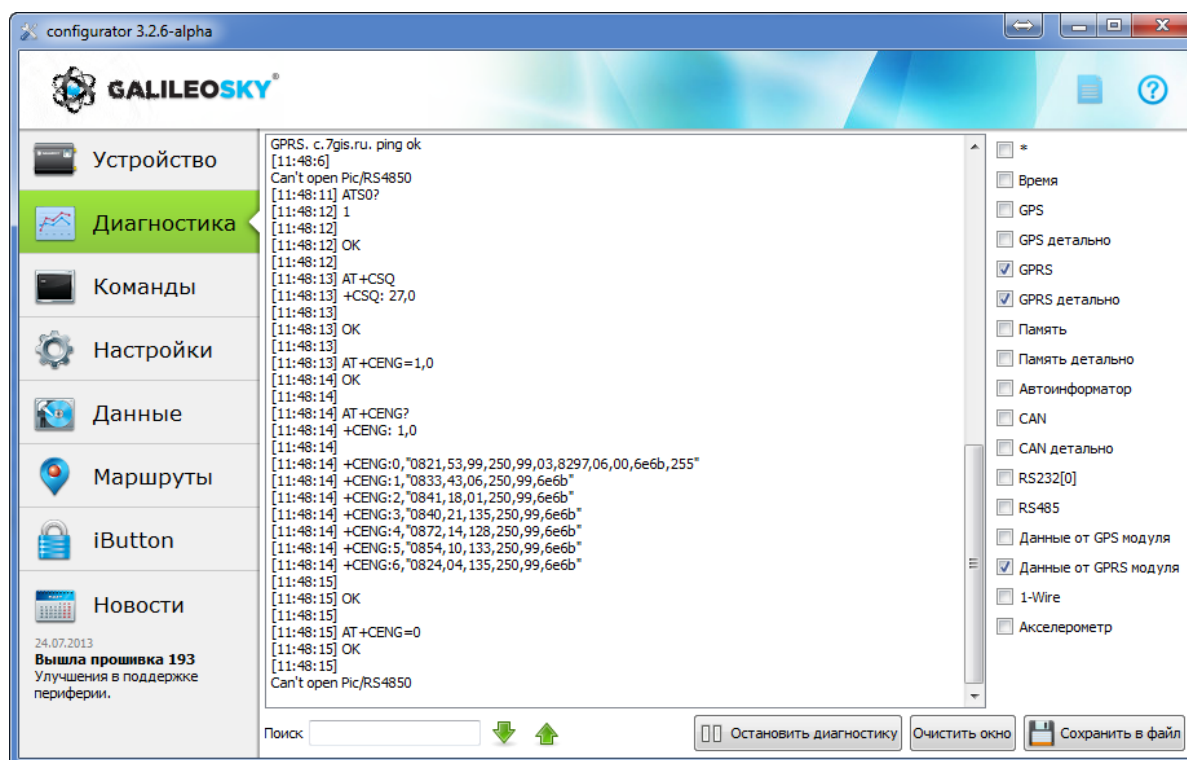 configurator 3.2.6-alpha
GALILEOSKY®
Устройство
Диагностика
Команды
Настройки
Данные
Маршруты
iButton
Новости
24.07.2013
Вышла прошивка 193
Улучшения в поддержке
периферии.
GPRS. c.7gis.ru. ping ok
[11:48:6]
Can't open Pic/RS4850
[11:48:11] ATS0?
[11:48:12] 1
[11:48:12]
[11:48:12] OK
[11:48:12]
[11:48:13] AT+CSQ
[11:48:13] +CSQ: 27,0
[11:48:13]
[11:48:13] OK
[11:48:13]
[11:48:13] AT+CENG=1,0
[11:48:14] OK
[11:48:14]
[11:48:14] AT+CENG?
[11:48:14] +CENG: 1,0
[11:48:14]
[11:48:14] +CENG:0,"0821,53,99,250,99,03,8297,06,00,6e6b,255"
[11:48:14] +CENG:1,"0833,43,06,250,99,6e6b"
[11:48:14] +CENG:2,"0841,18,01,250,99,6e6b"
[11:48:14] +CENG:3,"0840,21,135,250,99,6e6b"
[11:48:14] +CENG:4,"0872,14,128,250,99,6e6b"
[11:48:14] +CENG:5,"0854,10,133,250,99,6e6b"
[11:48:14] +CENG:6,"0824,04,135,250,99,6e6b"
[11:48:15]
[11:48:15] OK
[11:48:15]
[11:48:15] AT+CENG=0
[11:48:15] OK
[11:48:15]
Can't open Pic/RS4850
*
Время
GPS
GPS детально
GPRS
GPRS детально
Память
Память детально
Автоинформатор
CAN
CAN детально
RS232[0]
RS485
Данные от GPS модуля
Данные от GPRS модуля
1-Wire
Акселерометр
Поиск
Остановить диагностику
Очистить окно
Сохранить в файл